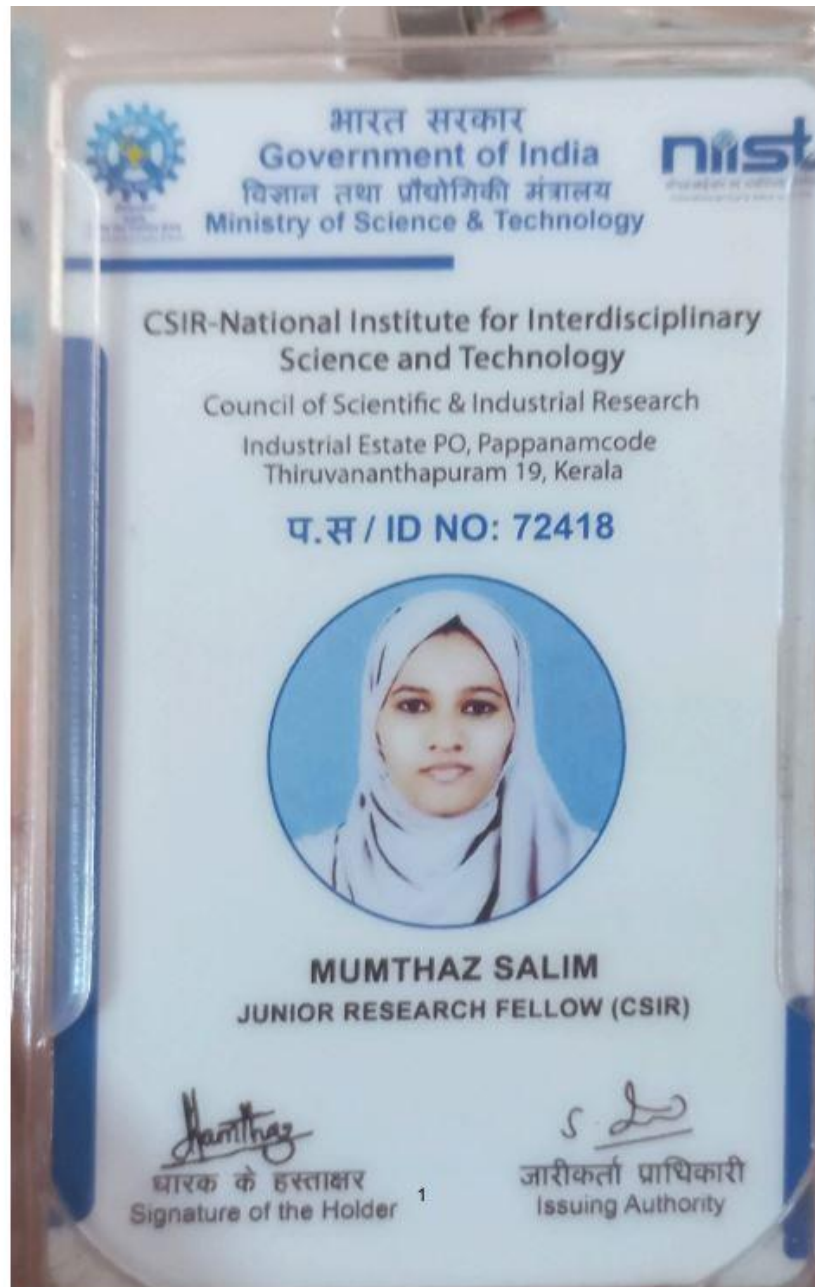 भारत सरकार
Government of India
विज्ञान तथा प्रौद्योगिकी मंत्रालय
Ministry of Science & Technology
niist
CSIR-National Institute for Interdisciplinary
Science and Technology
Council of Scientific & Industrial Research
Industrial Estate PO, Pappanamcode
Thiruvananthapuram 19, Kerala
प.स / ID NO: 72418
MUMTHAZ SALIM
JUNIOR RESEARCH FELLOW (CSIR)
Mamthaz
S.
धारक के हस्ताक्षर
जारीकर्ता प्राधिकारी
Signature of the Holder
1
Issuing Authority